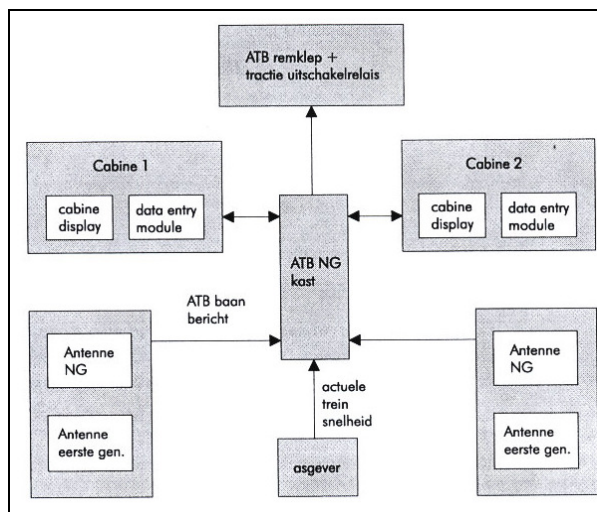 ATB remklep +
tractie uitschakelrelais
Cabine 1
cabine
display
data entry
module
Cabine 2
cabine
display
data entry
module
ATB NG
kast
ATB baan
bericht
Antenne
NG
Antenne
eerste gen.
actuele
trein
snelheid
asgever
Antenne
NG
Antenne
eerste gen.